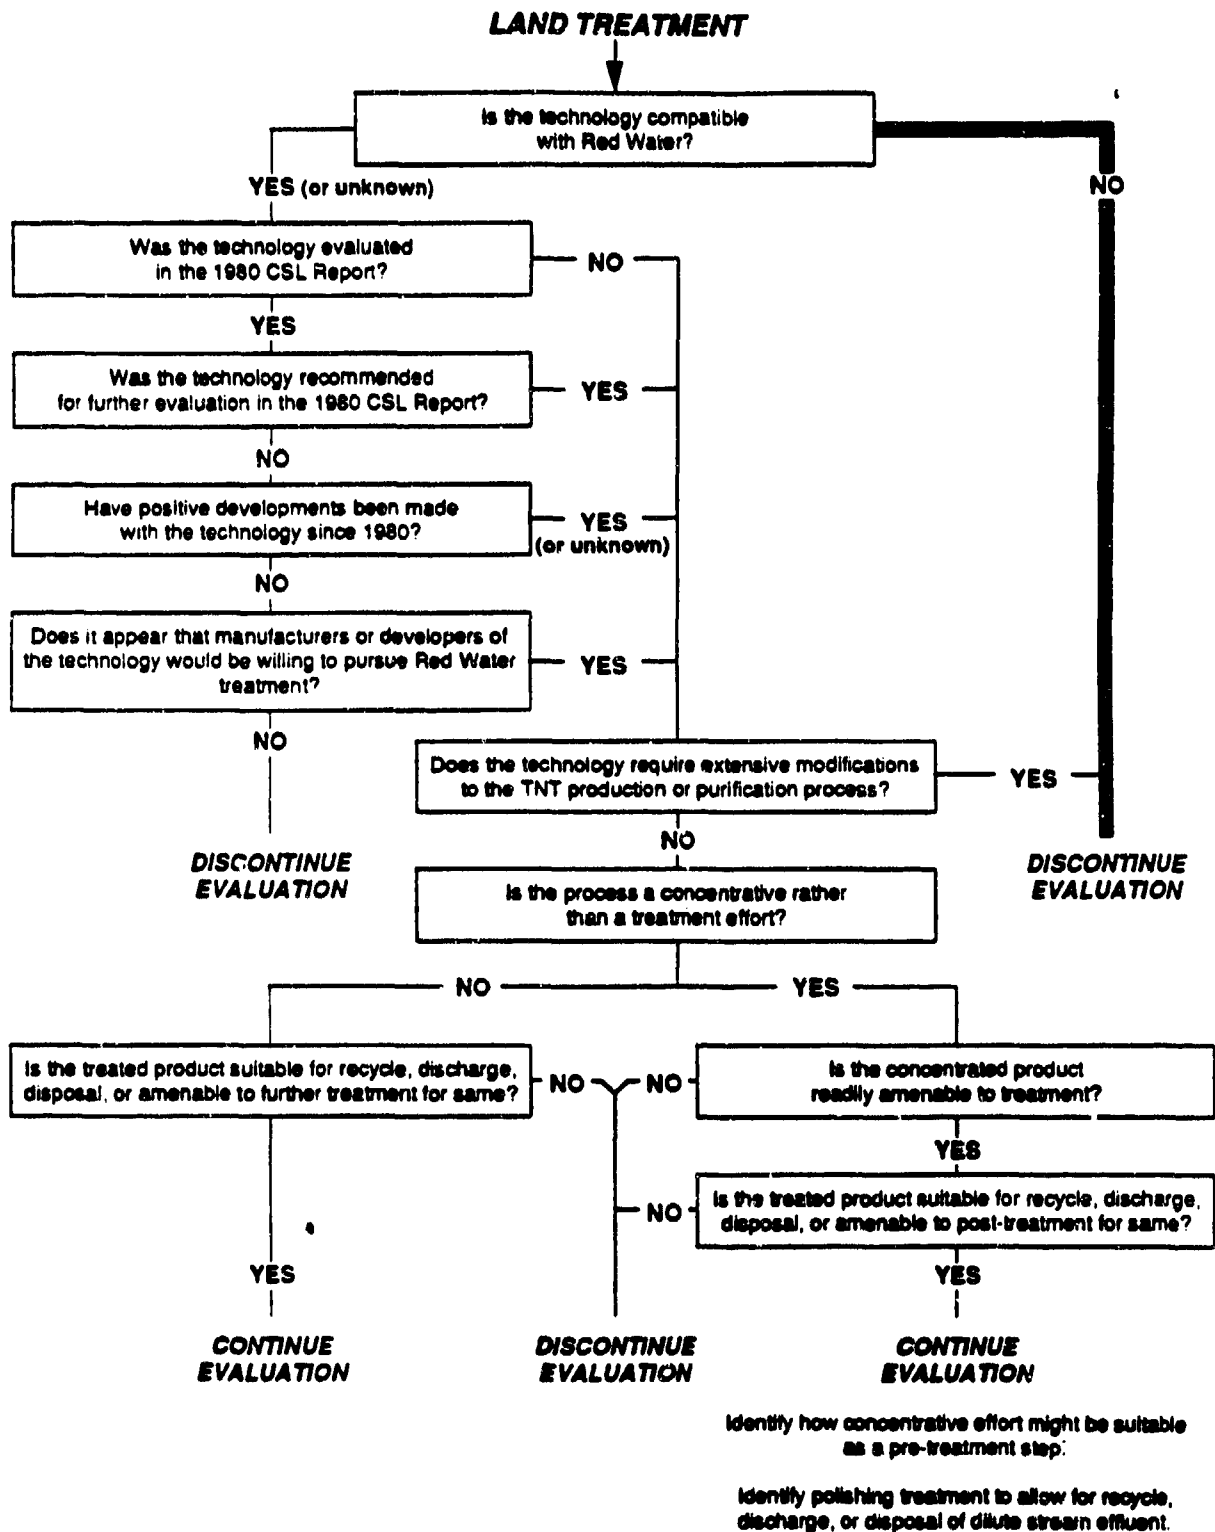 LAND TREATMENT
Is the technology compatible
with Red Water?
YES (or unknown)
NO
Was the technology evaluated
in the 1980 CSL Report?
NO
YES
Was the technology recommended
for further evaluation in the 1980 CSL Report?
YES
NO
Have positive developments been made
with the technology since 1980?
YES
(or unknown)
NO
Does it appear that manufacturers or developers of
the technology would be willing to pursue Red Water
treatment?
YES
NO
Does the technology require extensive modifications
to the TNT production or purification process?
YES
NO
DISCONTINUE
EVALUATION
DISCONTINUE
EVALUATION
Is the process a concentrative rather
than a treatment effort?
NO
YES
Is the treated product suitable for recycle, discharge,
disposal, or amenable to further treatment for same?
NO
NO
Is the concentrated product
readily amenable to treatment?
YES
NO
Is the treated product suitable for recycle, discharge,
disposal, or amenable to post-treatment for same?
YES
YES
CONTINUE
EVALUATION
DISCONTINUE
EVALUATION
CONTINUE
EVALUATION
Identify how concentrative effort might be suitable
as a pre-treatment step.
Identify polishing treatment to allow for recycle,
discharge, or disposal of dilute stream effluent.